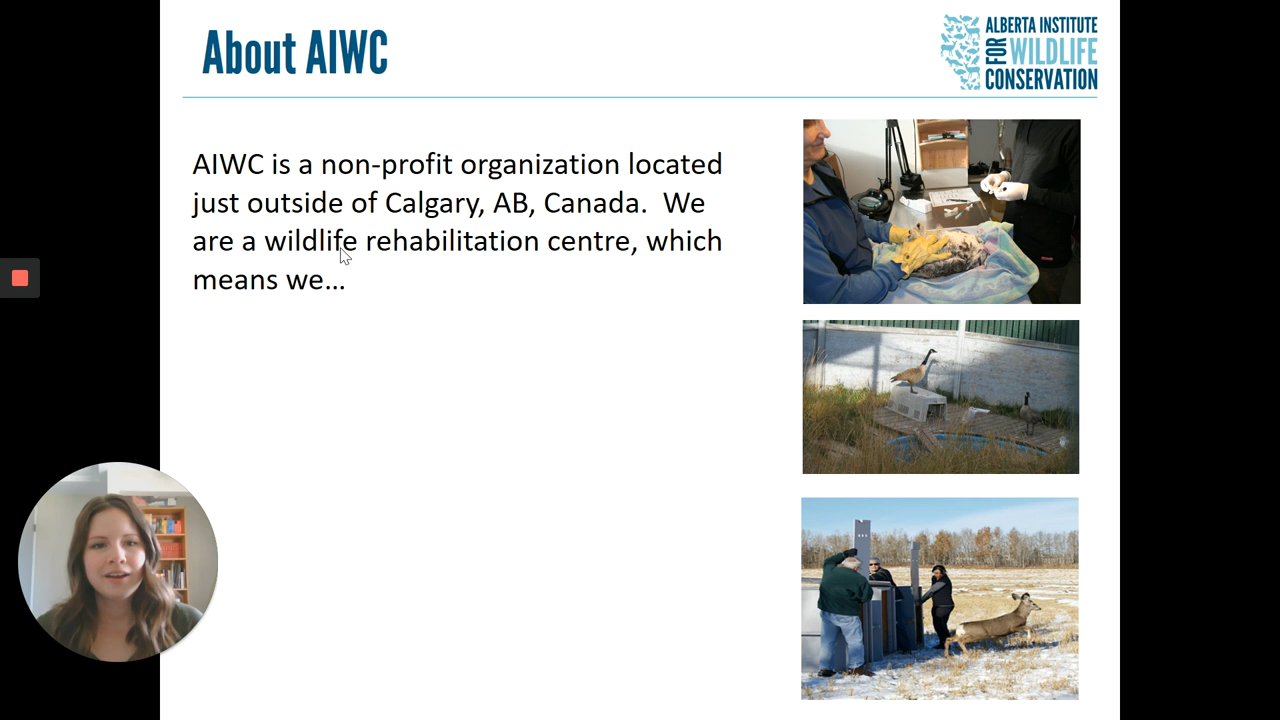 About AIWC
ALBERTA INSTITUTE
FOR WILDLIFE
CONSERVATION
AIWC is a non-profit organization located
just outside of Calgary, AB, Canada. We
are a wildlife rehabilitation centre, which
means we...